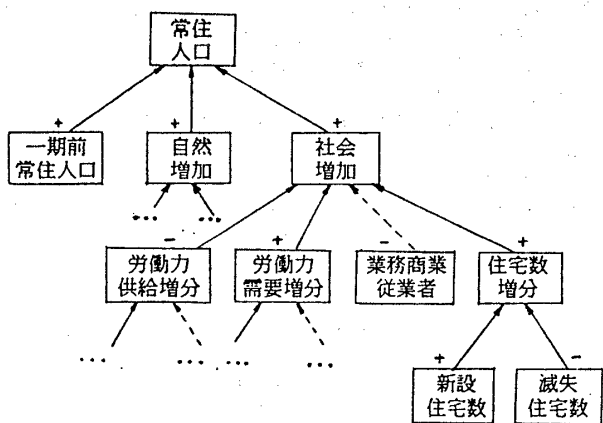 常住
人口
+
+
+
一期前
常住人口
自然
増加
社会
増加
...
...
-
+
-
+
労働力
供給増分
労働力
需要増分
業務商業
従業者
住宅数
増分
...
...
...
...
+
-
新設
住宅数
滅失
住宅数